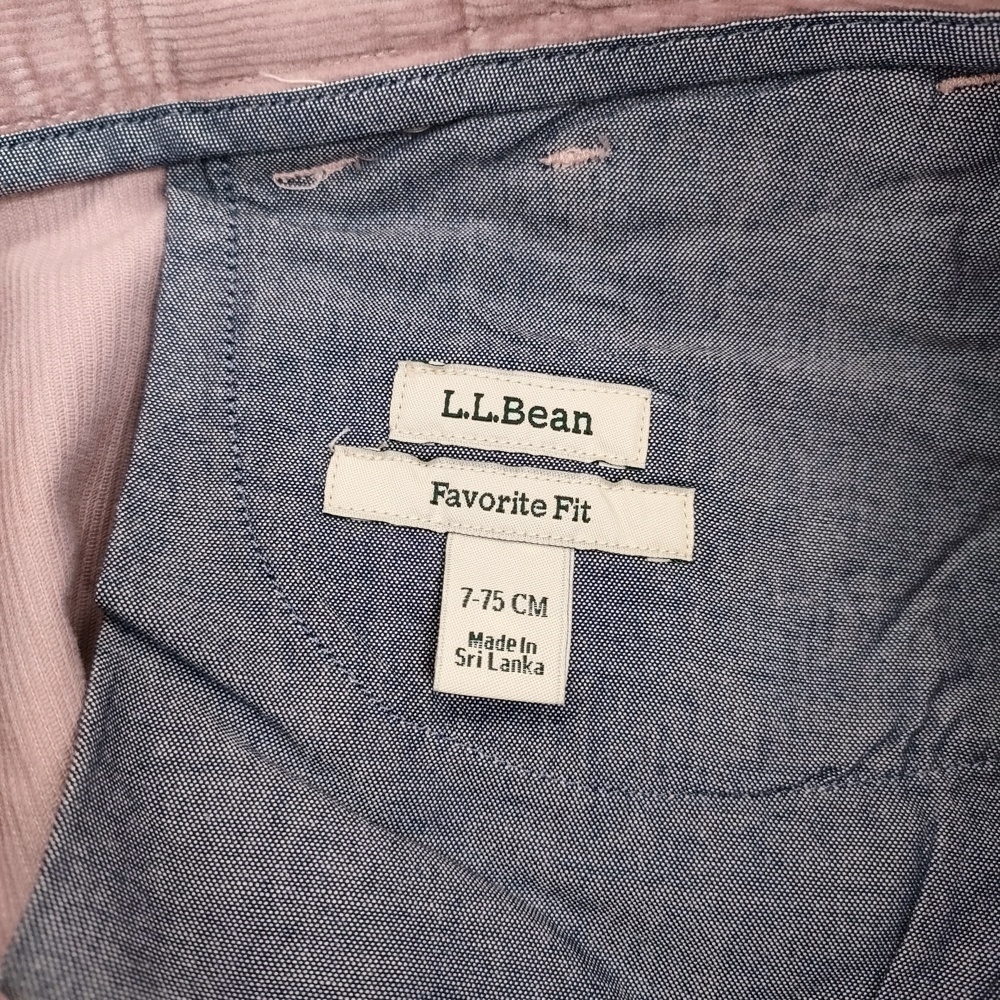 L.L.Bean
Favorite Fit
7-75 CM
Made In
Sri Lanka